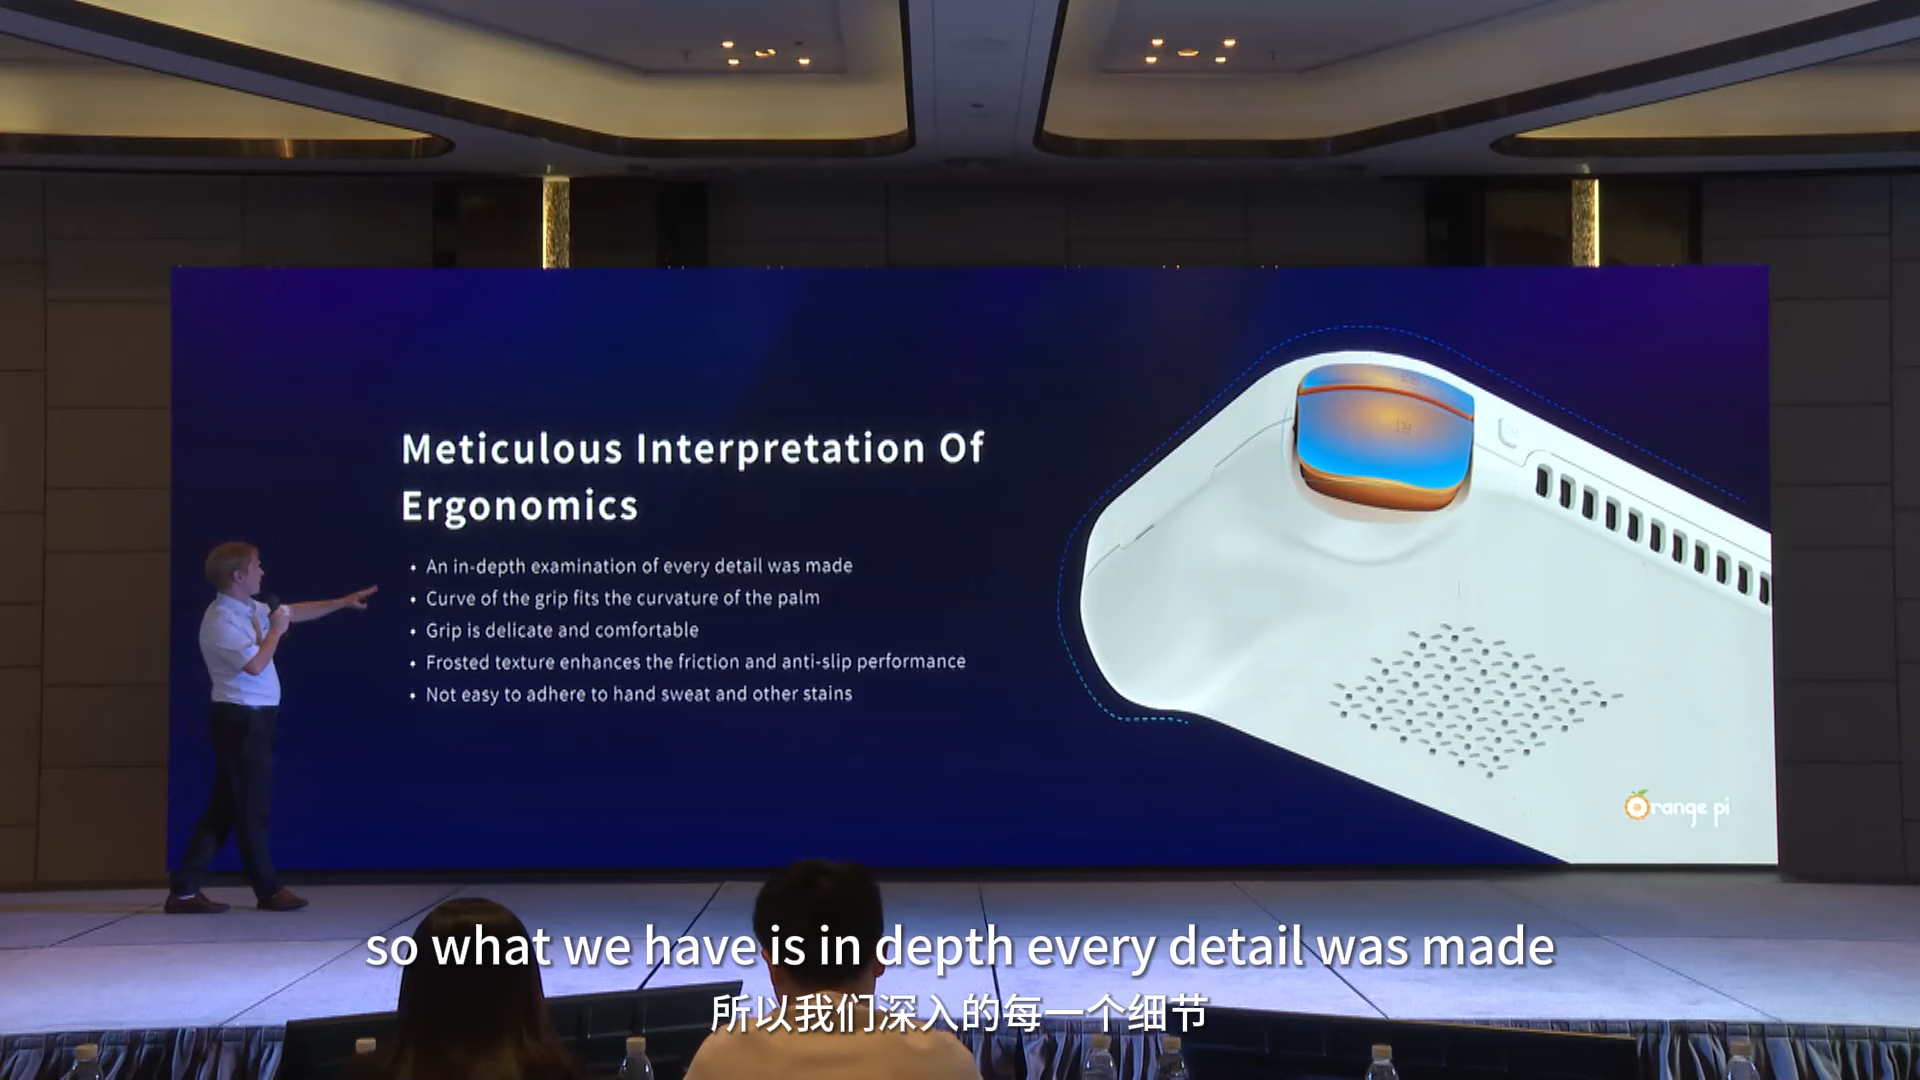 Meticulous Interpretation Of
Ergonomics
• An in-depth examination of every detail was made
• Curve of the grip fits the curvature of the palm
• Grip is delicate and comfortable
• Frosted texture enhances the friction and anti-slip performance
• Not easy to adhere to hand sweat and other stains
RT
Orange pi
so what we have is in depth every detail was made
所以我们深入的每一个细节